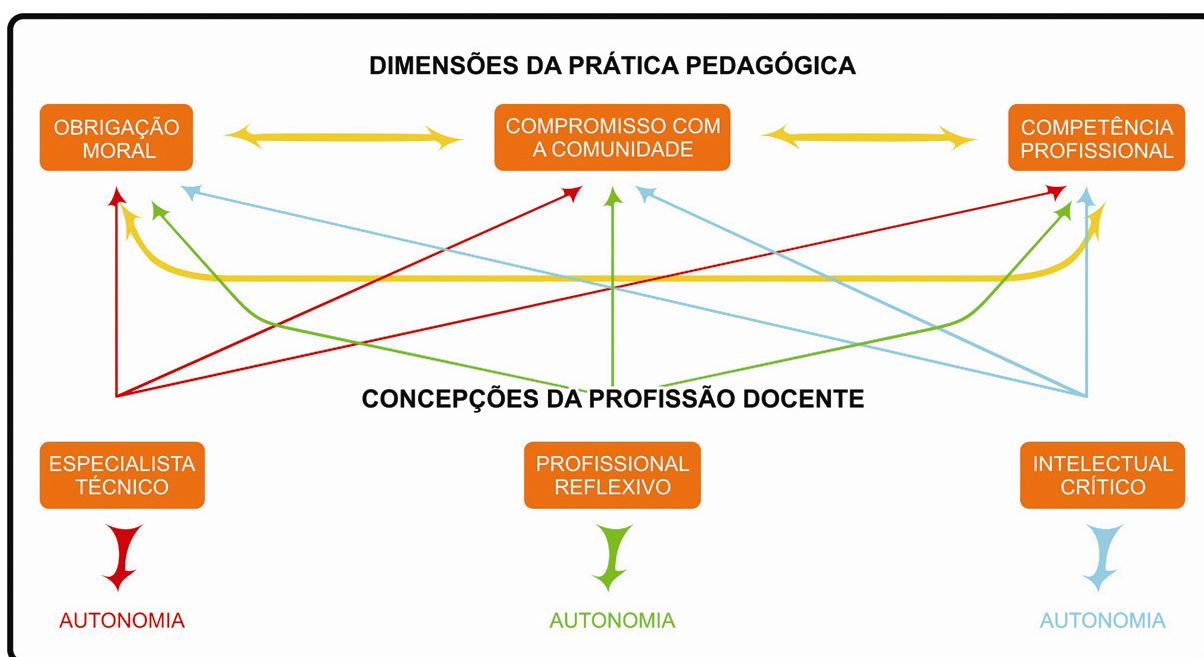 DIMENSÕES DA PRÁTICA PEDAGÓGICA
OBRIGAÇÃO
MORAL
COMPROMISSO COM
A COMUNIDADE
COMPETÊNCIA
PROFISSIONAL
CONCEPÇÕES DA PROFISSÃO DOCENTE
ESPECIALISTA
TÉCNICO
PROFISSIONAL
REFLEXIVO
INTELECTUAL
CRÍTICO
AUTONOMIA
AUTONOMIA
AUTONOMIA